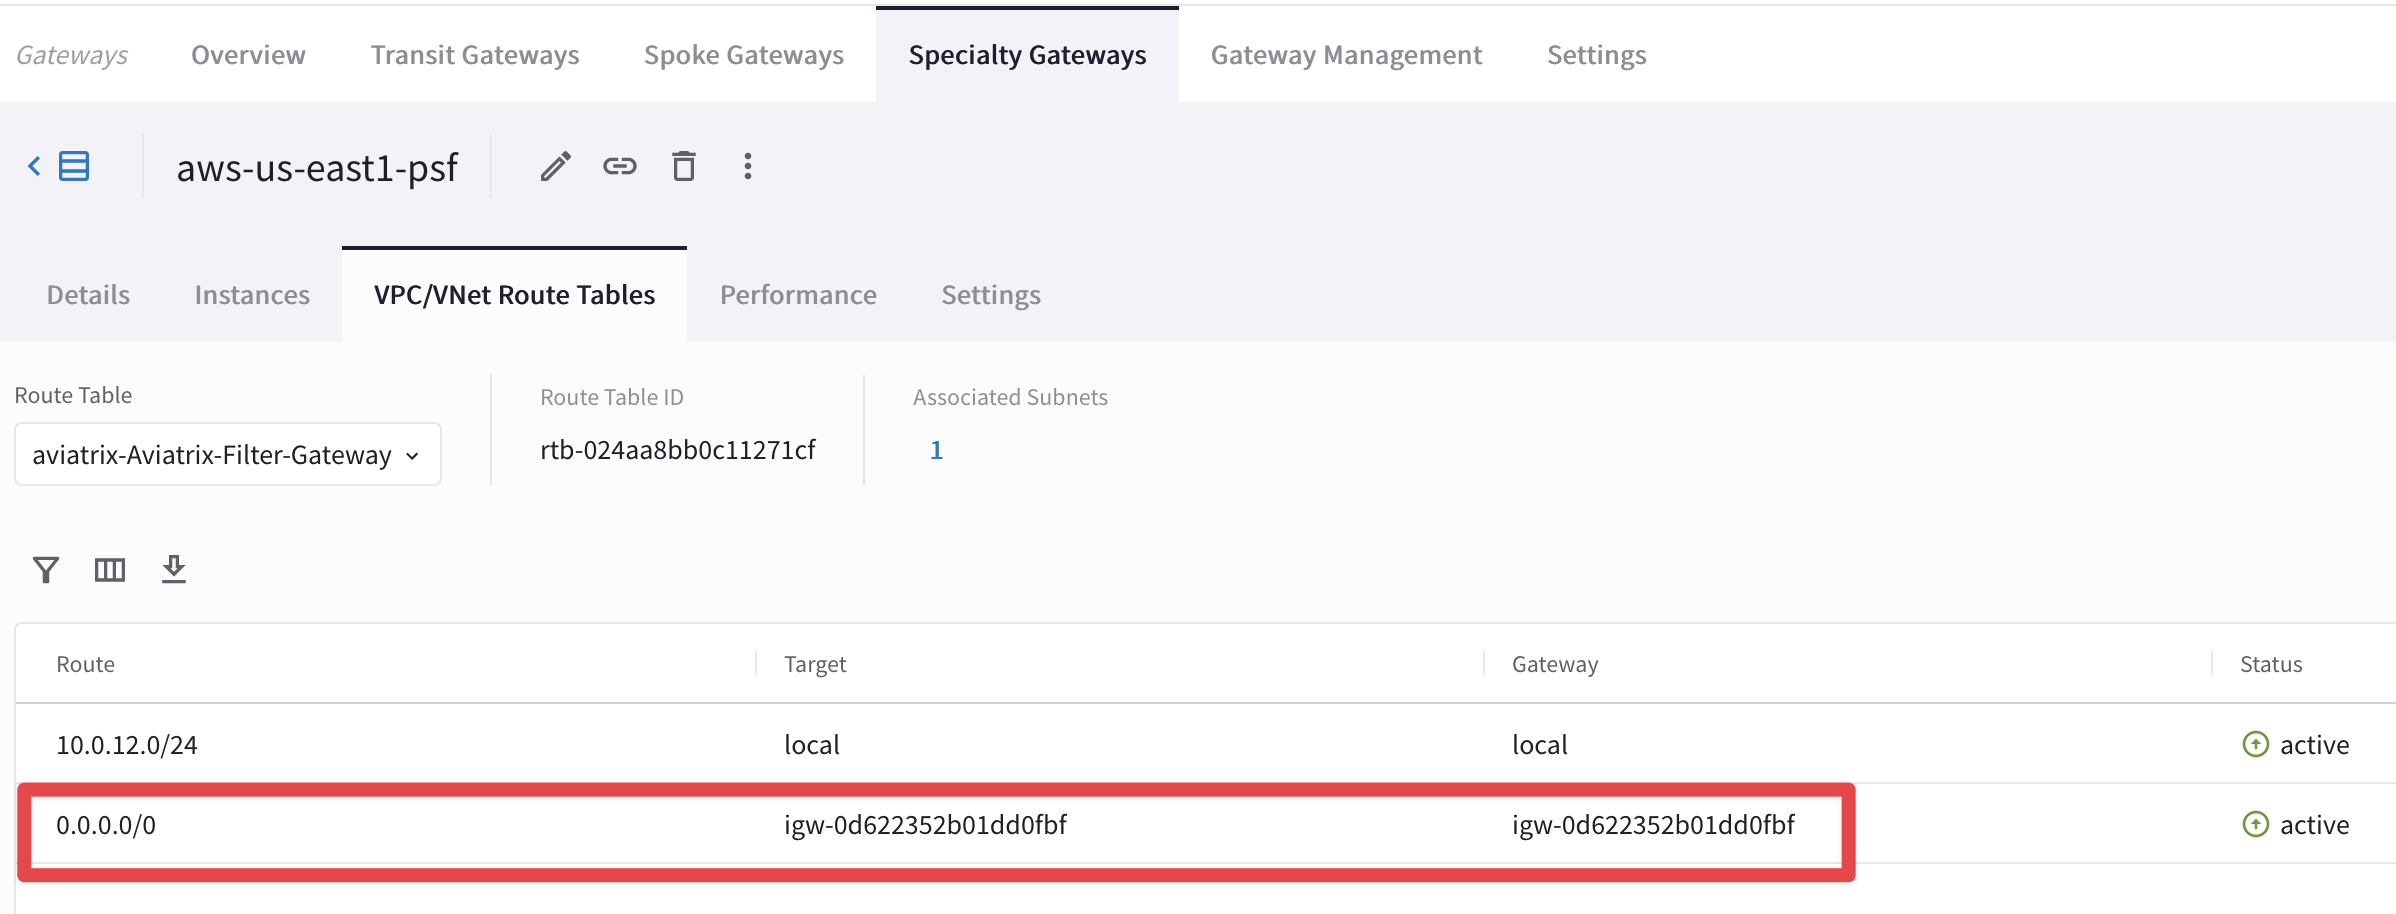 Gateways Overview Transit Gateways Spoke Gateways Specialty Gateways Gateway Management Settings
aws-us-east1-psf
Details Instances VPC/VNet Route Tables Performance Settings
Route Table Route Table ID Associated Subnets
aviatrix-Aviatrix-Filter-Gateway rtb-024aa8bb0c11271cf 1
Route Target Gateway Status
10.0.12.0/24 local local active
0.0.0.0/0 igw-0d622352b01dd0fbf igw-0d622352b01dd0fbf active